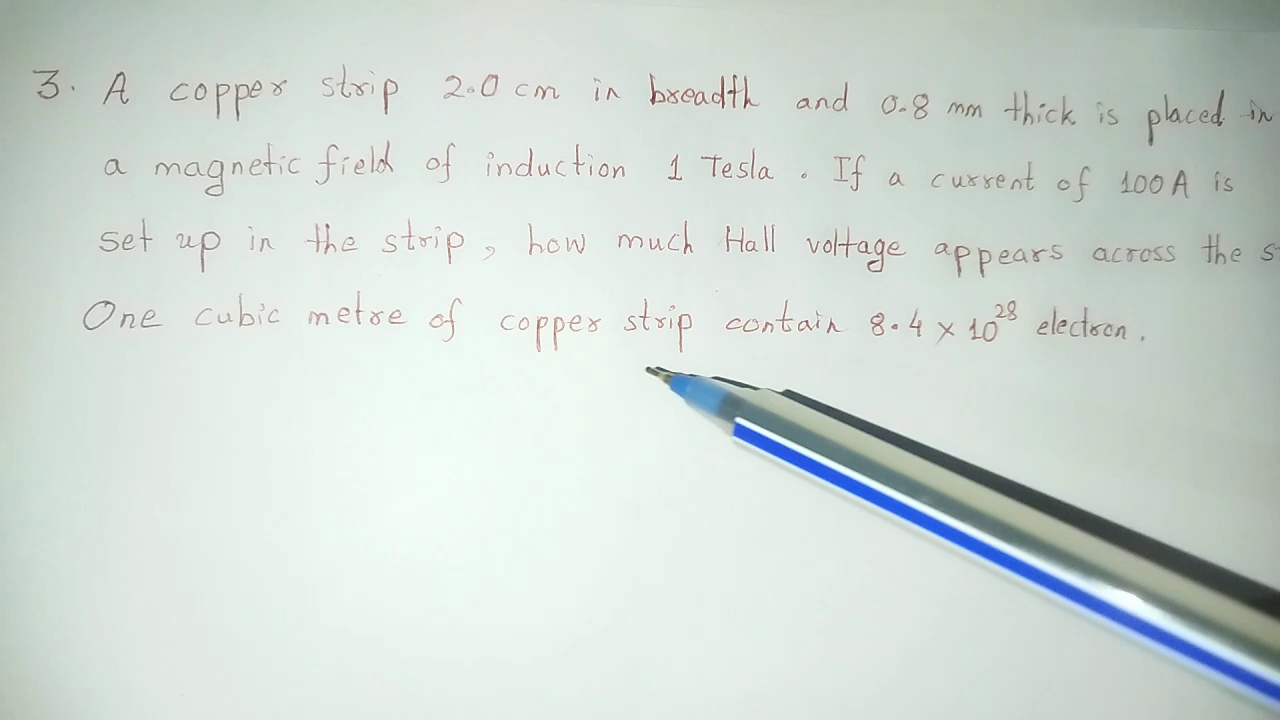 3. A copper strip 2.0 cm in breadth and 0.8 mm thick is placed in
a magnetic field of induction 1 Tesla. If a current of 100A is
set up in the strip, how much Hall voltage appears across the
One cubic metre of copper strip contain 8.4 × 10²⁸ electron.